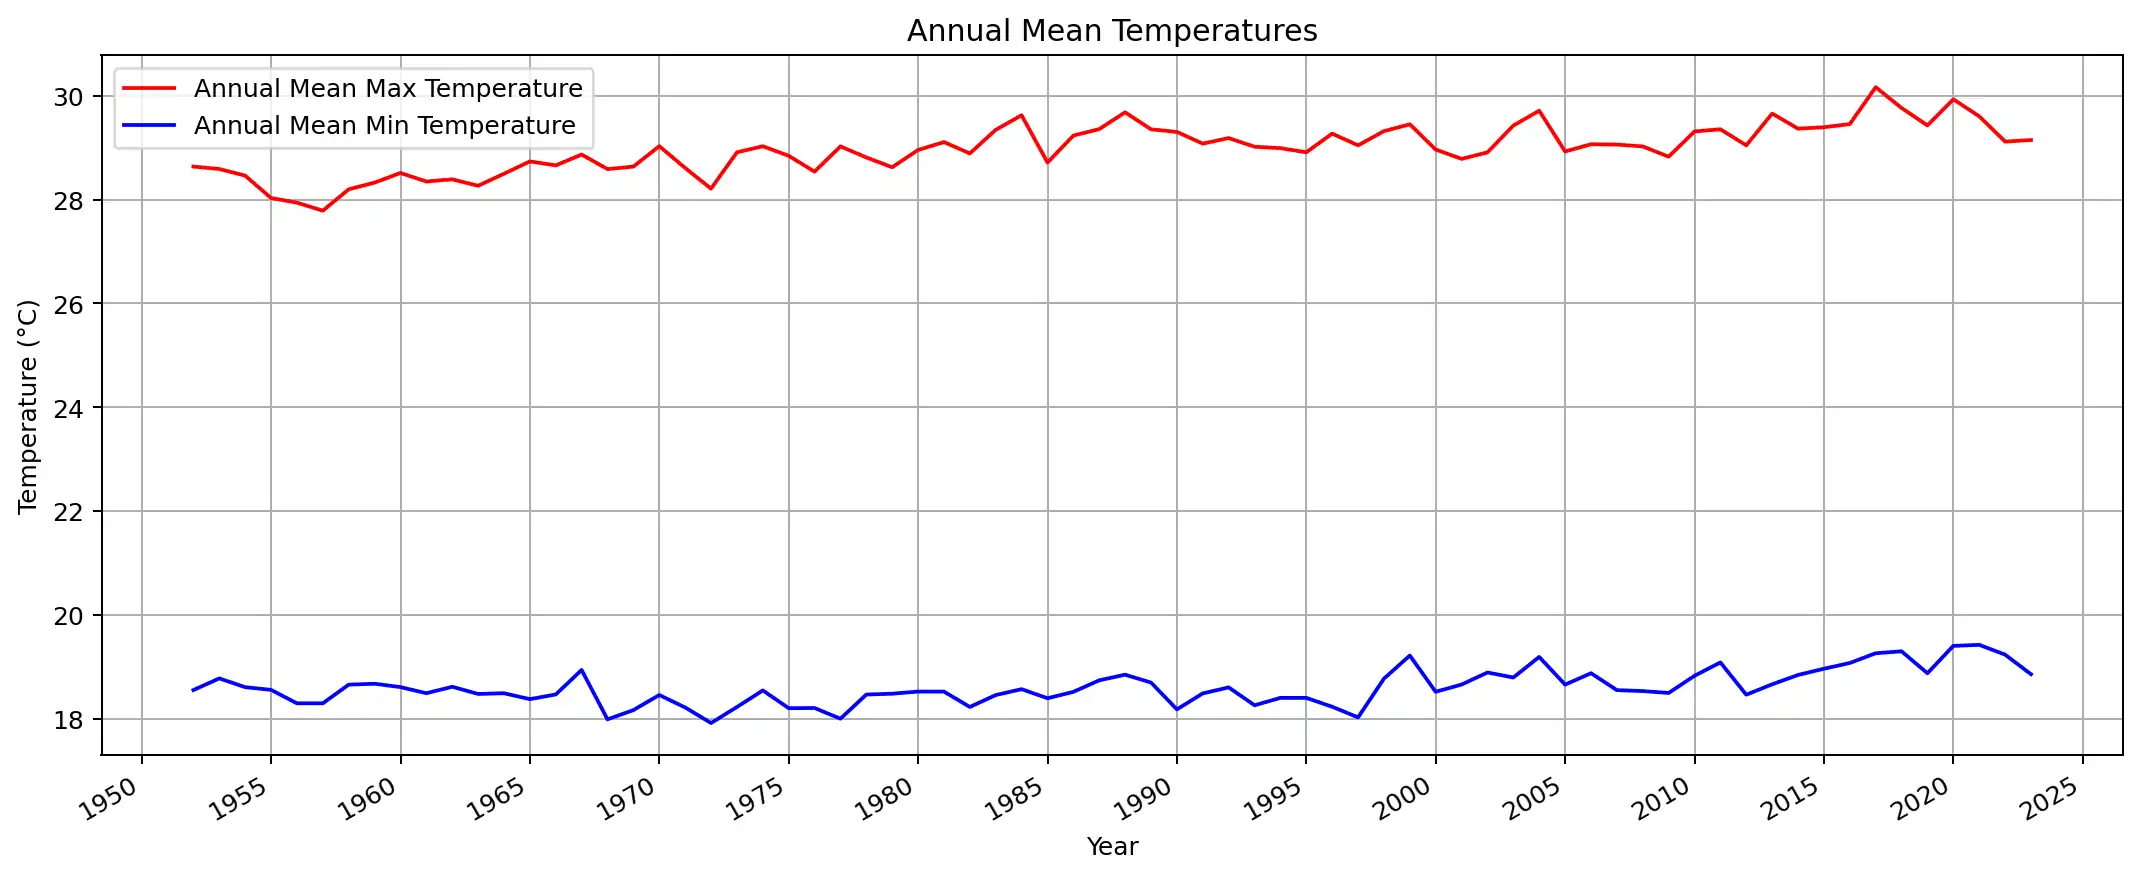 Annual Mean Temperatures
Annual Mean Max Temperature
Annual Mean Min Temperature
Temperature (°C)
30
28
26
24
22
20
18
1950 1955 1960 1965 1970 1975 1980 1985 1990 1995 2000 2005 2010 2015 2020 2025
Year